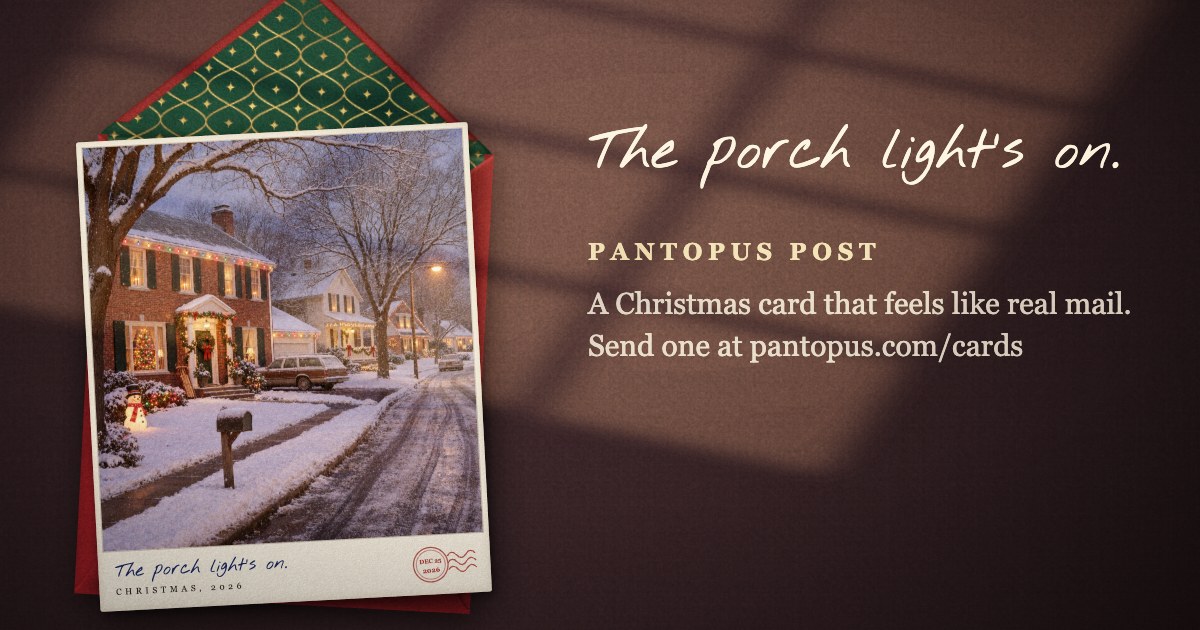 The porch light's on.
PANTOPUS POST
A Christmas card that feels like real mail.
Send one at pantopus.com/cards
The porch light's on.
CHRISTMAS, 2026
DEC 25
2026